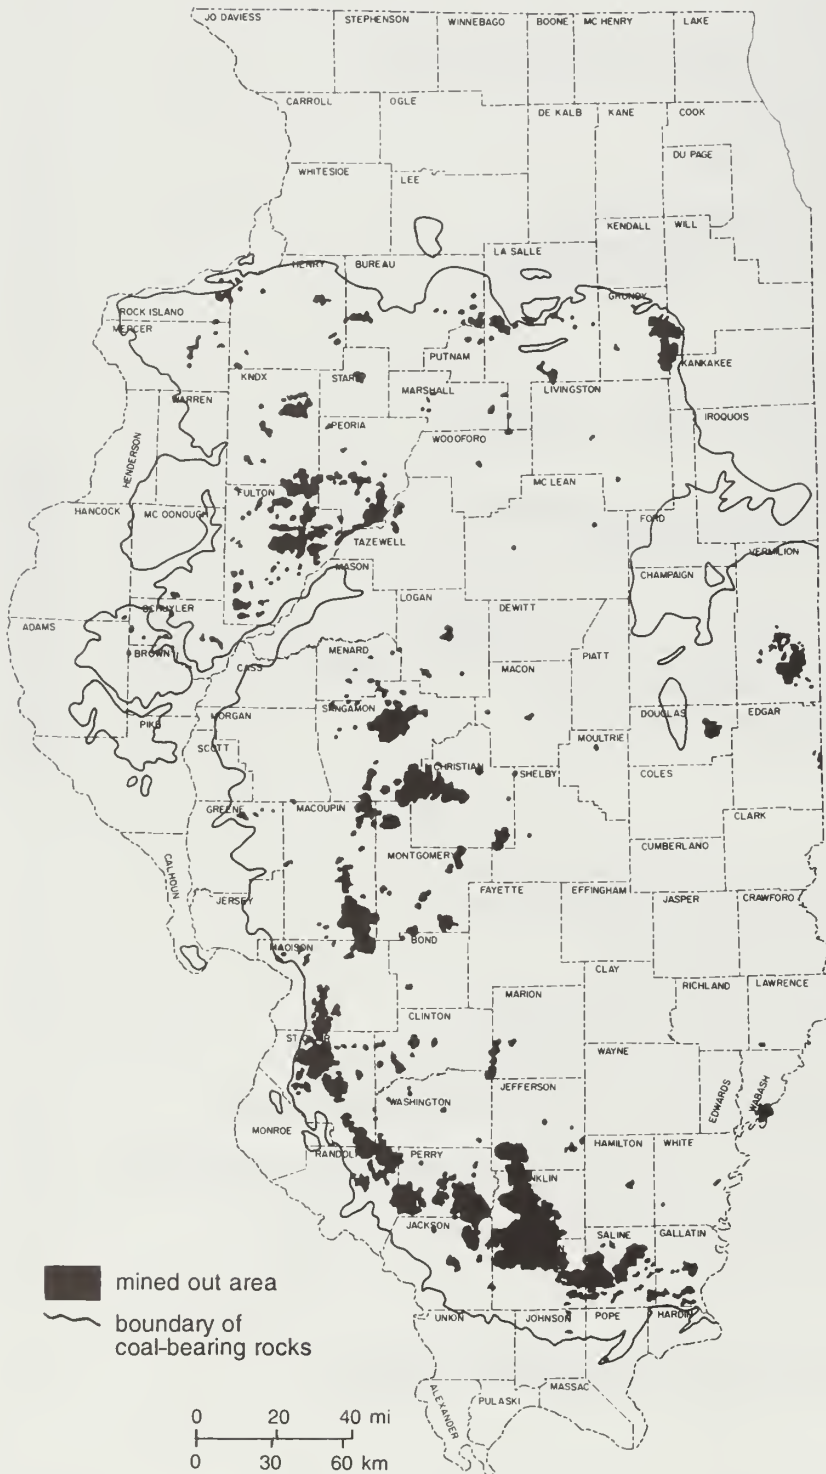 JO DAVIESS
STEPHENSON
WINNEBAGO
BOONE
MC HENRY
LAKE
CARROLL
OGLE
DE KALB
KANE
COOK
DU PAGE
WHITESIDE
LEE
KENDALL
WILL
LA SALLE
HENRY
BUREAU
GRUNDY
ROCK ISLAND
MERCER
PUTNAM
KANKAKEE
KNOX
STARK
MARSHALL
LIVINGSTON
WARREN
IROQUOIS
PEORIA
HENDERSON
WOODFORD
FULTON
MC LEAN
HANCOCK
MC DONOUGH
FORD
TAZEWELL
VERMILION
MASON
CHAMPAIGN
SCHUYLER
LOGAN
DEWITT
ADAMS
MENARD
PIATT
BROWN
CASS
MACON
MORGAN
SANGAMON
DOUGLAS
EDGAR
PIKE
SCOTT
MOULTRIE
CHRISTIAN
SHELBY
COLES
GREENE
MACOUPIN
CLARK
CUMBERLAND
MONTGOMERY
CALHOUN
FAYETTE
EFFINGHAM
JERSEY
JASPER
CRAWFORD
MADISON
BOND
CLAY
RICHLAND
LAWRENCE
MARION
CLINTON
WAYNE
EDWARDS
WABASH
JEFFERSON
WASHINGTON
MONROE
PERRY
HAMILTON
WHITE
JACKSON
SALINE
GALLATIN
mined out area
boundary of
coal-bearing rocks
UNION
JOHNSON
POPE
HARDIN
MASSAC
PULASKI
ALEXANDER
0 20 40 mi
0 30 60 km